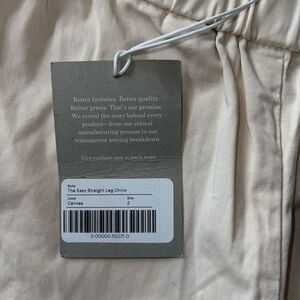 Better factories. Better quality.
Better prices. That's our promise.
We reveal the story behind every
product—from our ethical
manufacturing process to our
transparent pricing breakdown.
Visit everlane.com to learn more.
Style
The Easy Straight Leg Chino
Color
Size
Canvas
2